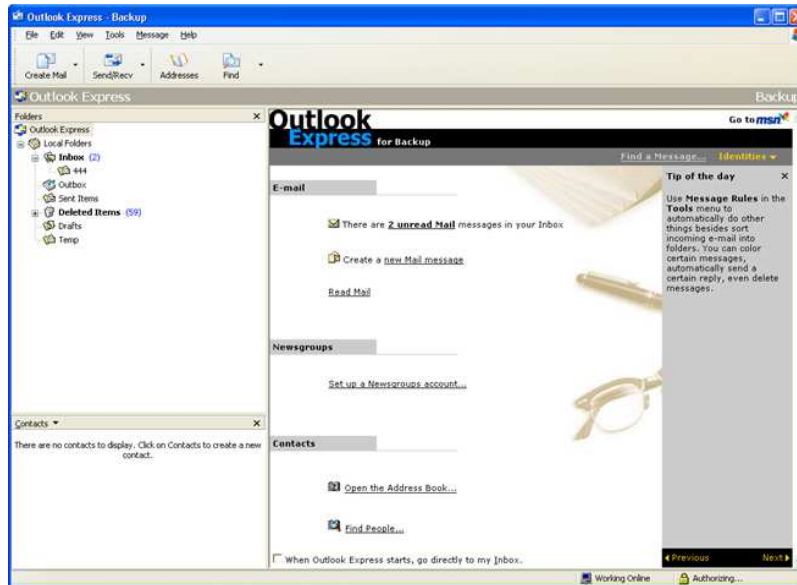 Outlook Express - Backup
File Edit View Tools Message Help
Create Mail Send/Recv Addresses Find
Outlook Express Backup
Folders
Outlook Express
Local Folders
Inbox (2)
444
Outbox
Sent Items
Deleted Items (59)
Drafts
Temp
Contacts
There are no contacts to display. Click on Contacts to create a new
contact.
Outlook
Express for Backup
Go to msn
Find a Message... Identities
E-mail
There are 2 unread Mail messages in your Inbox
Create a new Mail message
Read Mail
Newsgroups
Set up a Newsgroups account...
Contacts
Open the Address Book...
Find People...
When Outlook Express starts, go directly to my Inbox.
Tip of the day
Use Message Rules in the
Tools menu to
automatically do other
things besides sort
incoming e-mail into
folders. You can color
certain messages,
automatically send a
certain reply, even delete
messages.
Previous Next
Working Online Authorizing...